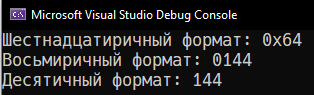 Microsoft Visual Studio Debug Console
Шестнадцатиричный формат: 0x64
Восьмиричный формат: 0144
Десятичный формат: 144